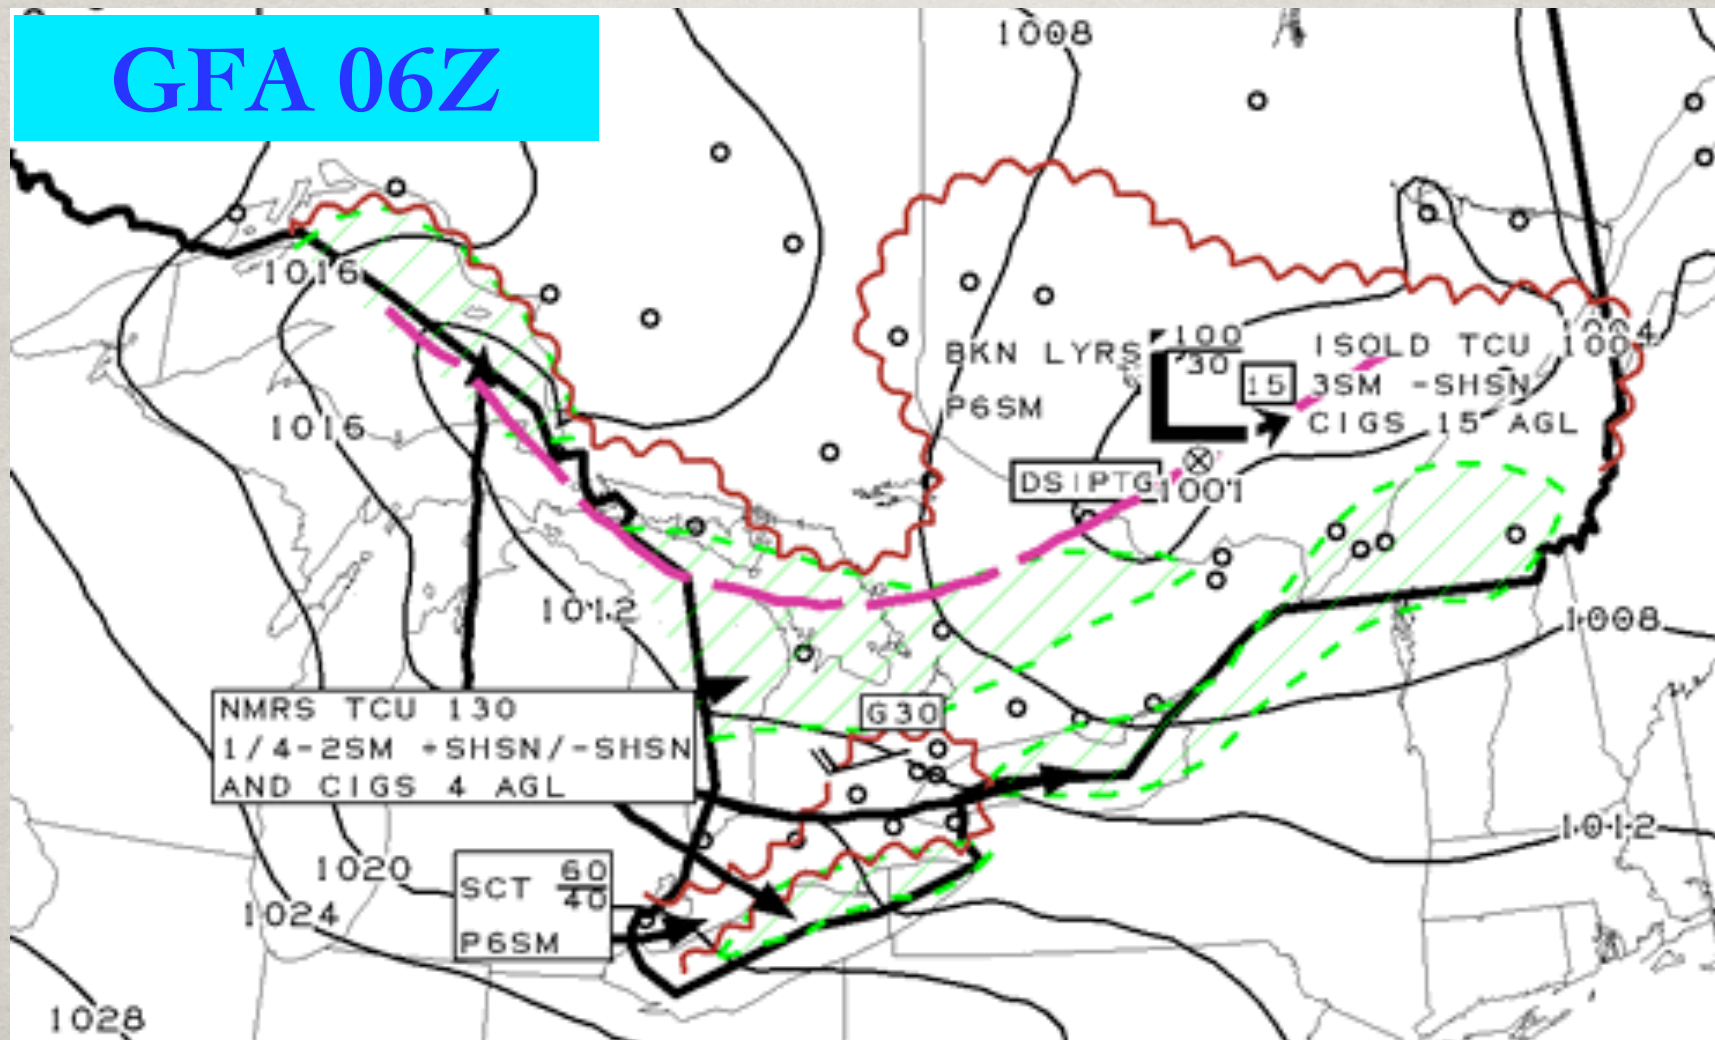 GFA 06Z
1008
1016
BKN LYRS 100
30
P6SM
15
ISOLD TCU
3SM -SHSN
CIGS 15 AGL
1004
1016
DSIPTG
1001
1012
1008
NMRS TCU 130
1/4-2SM +SHSN/-SHSN
AND CIGS 4 AGL
G30
1012
1020
SCT 60
40
P6SM
1024
1028